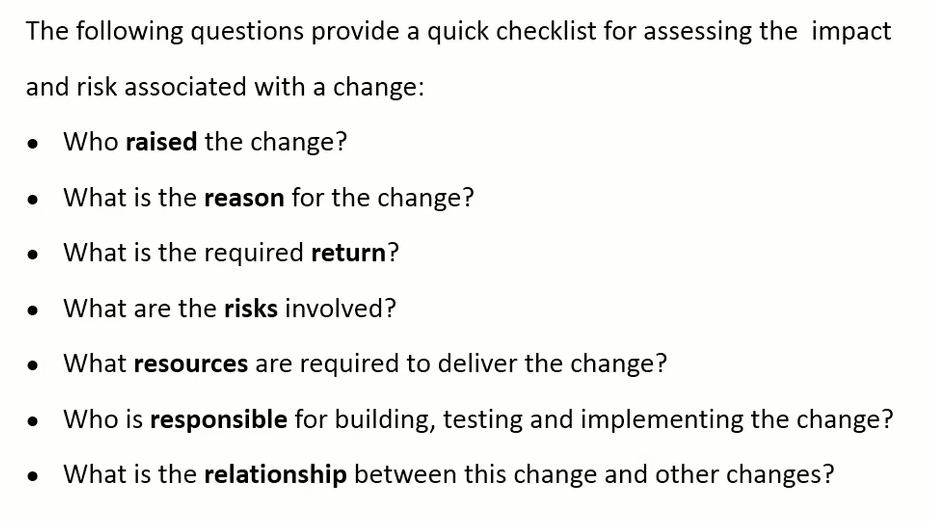 The following questions provide a quick checklist for assessing the  impact
and risk associated with a change:
• Who raised the change?
• What is the reason for the change?
• What is the required return?
• What are the risks involved?
• What resources are required to deliver the change?
• Who is responsible for building, testing and implementing the change?
• What is the relationship between this change and other changes?